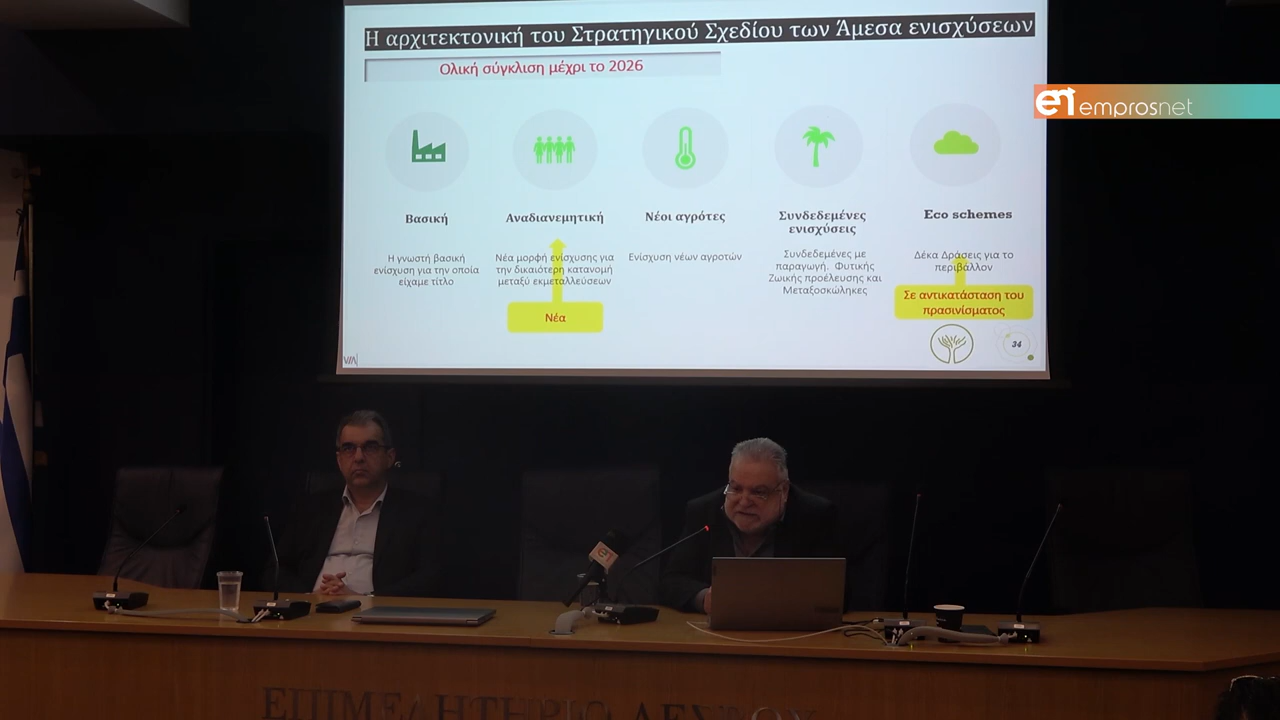 Η αρχιτεκτονική του Στρατηγικού Σχεδίου των Άμεσα ενισχύσεων
Ολική σύγκλιση μέχρι το 2026
emprosnet
Βασική
Η γνωστή βασική
ενίσχυση για την οποία
είχαμε τίτλο
Αναδιανεμητική
Νέα μορφή ενίσχυσης για
την δικαιότερη κατανομή
μεταξύ εκμεταλλεύσεων
Νέα
Νέοι αγρότες
Ενίσχυση νέων αγροτών
Συνδεδεμένες
ενισχύσεις
Συνδεδεμένες με
παραγωγή. Φυτικής
Ζωικής προέλευσης και
Μεταξοσκώληκες
Eco schemes
Δέκα Δράσεις για το
περιβάλλον
Σε αντικατάσταση του
πρασινίσματος
34
ΕΠΙΜΕΛΗΤΗΡΙΟ ΛΕΣΒΟΥ